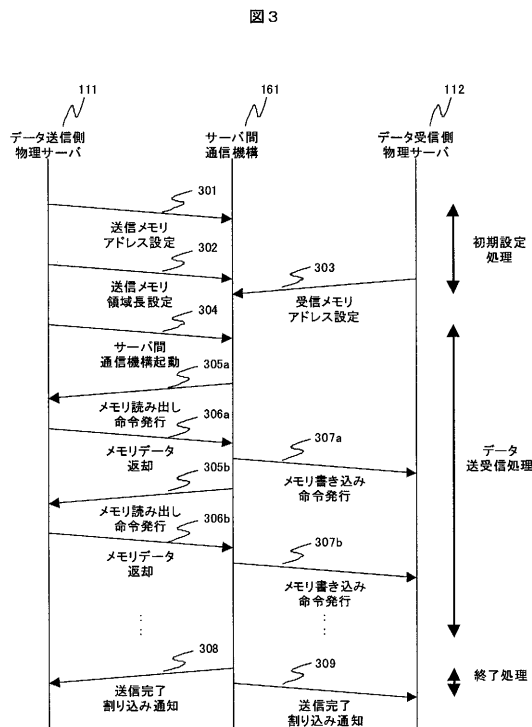 図3
111
161
112
データ送信側
物理サーバ
サーバ間
通信機構
データ受信側
物理サーバ
301
送信メモリ
アドレス設定
302
送信メモリ
領域長設定
303
受信メモリ
アドレス設定
初期設定
処理
304
サーバ間
通信機構起動
305a
メモリ読み出し
命令発行
306a
メモリデータ
返却
307a
メモリ書き込み
命令発行
305b
メモリ読み出し
命令発行
306b
メモリデータ
返却
307b
メモリ書き込み
命令発行
データ
送受信処理
308
送信完了
割り込み通知
309
送信完了
割り込み通知
終了処理